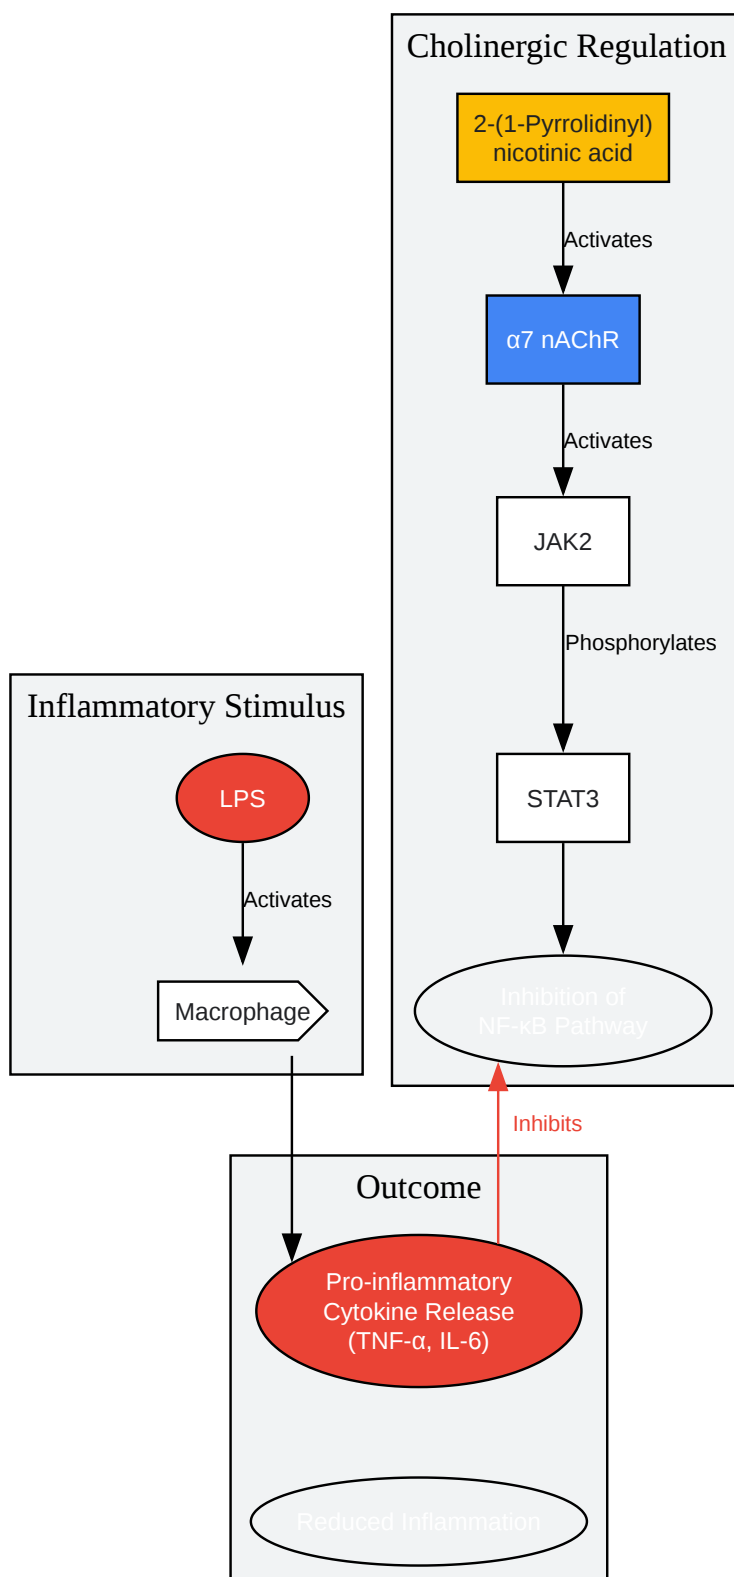 Cholinergic Regulation
2-(1-Pyrrolidinyl)
nicotinic acid
Activates
α7 nAChR
Activates
JAK2
Phosphorylates
STAT3
Inhibition of
NF-κB Pathway
Inflammatory Stimulus
LPS
Activates
Macrophage
Inhibits
Outcome
Pro-inflammatory
Cytokine Release
(TNF-α, IL-6)
Reduced Inflammation